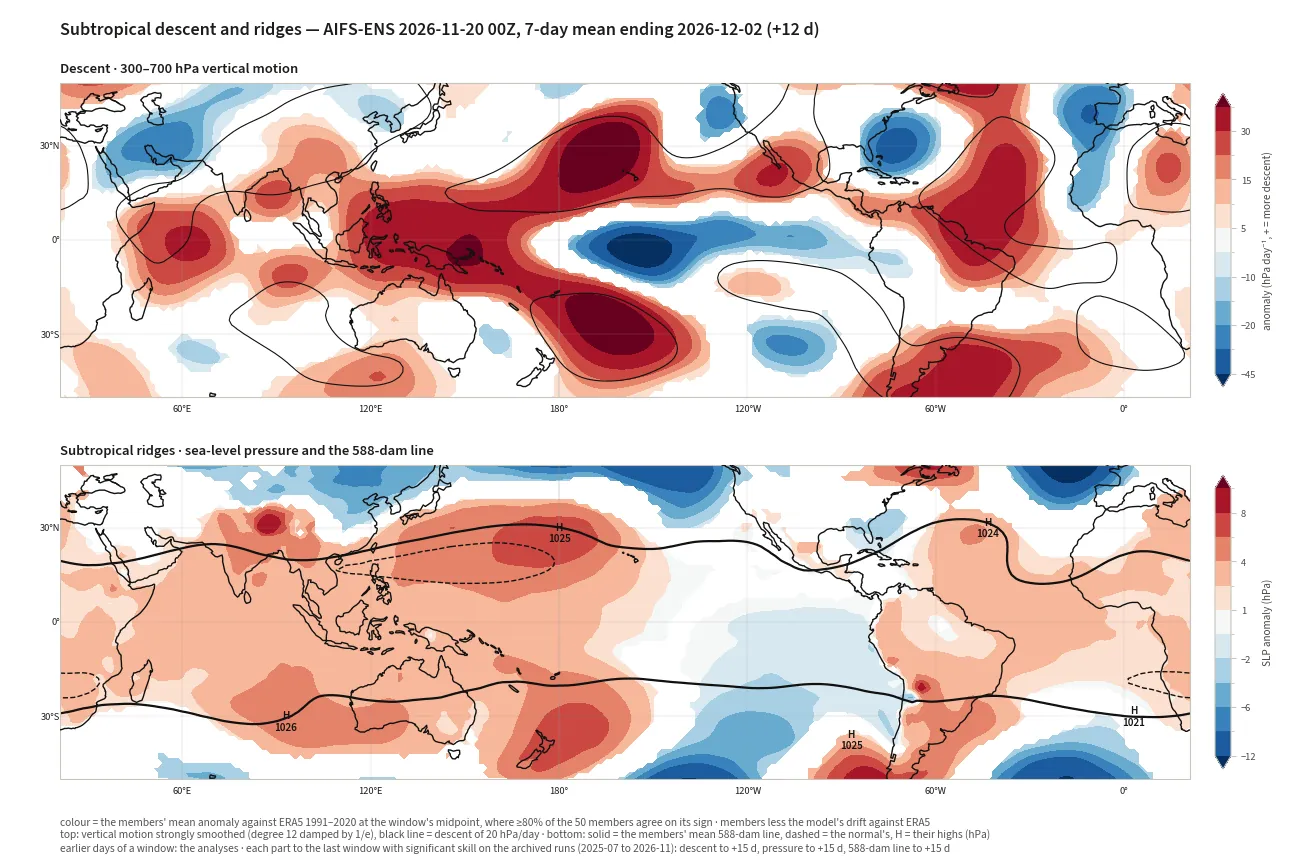 Subtropical descent and ridges — AIFS-ENS 2026-11-20 00Z, 7-day mean ending 2026-12-02 (+12 d)
Descent · 300–700 hPa vertical motion
30°N
0°
30°S
60°E
120°E
180°
120°W
60°W
0°
30
15
5
−10
−20
−45
anomaly (hPa day⁻¹, + = more descent)
Subtropical ridges · sea-level pressure and the 588-dam line
30°N
0°
30°S
H
1025
H
1024
H
1026
H
1025
H
1021
60°E
120°E
180°
120°W
60°W
0°
8
4
1
−2
−6
−12
SLP anomaly (hPa)
colour = the members' mean anomaly against ERA5 1991–2020 at the window's midpoint, where ≥80% of the 50 members agree on its sign · members less the model's drift against ERA5
top: vertical motion strongly smoothed (degree 12 damped by 1/e), black line = descent of 20 hPa/day · bottom: solid = the members' mean 588-dam line, dashed = the normal's, H = their highs (hPa)
earlier days of a window: the analyses · each part to the last window with significant skill on the archived runs (2025-07 to 2026-11): descent to +15 d, pressure to +15 d, 588-dam line to +15 d